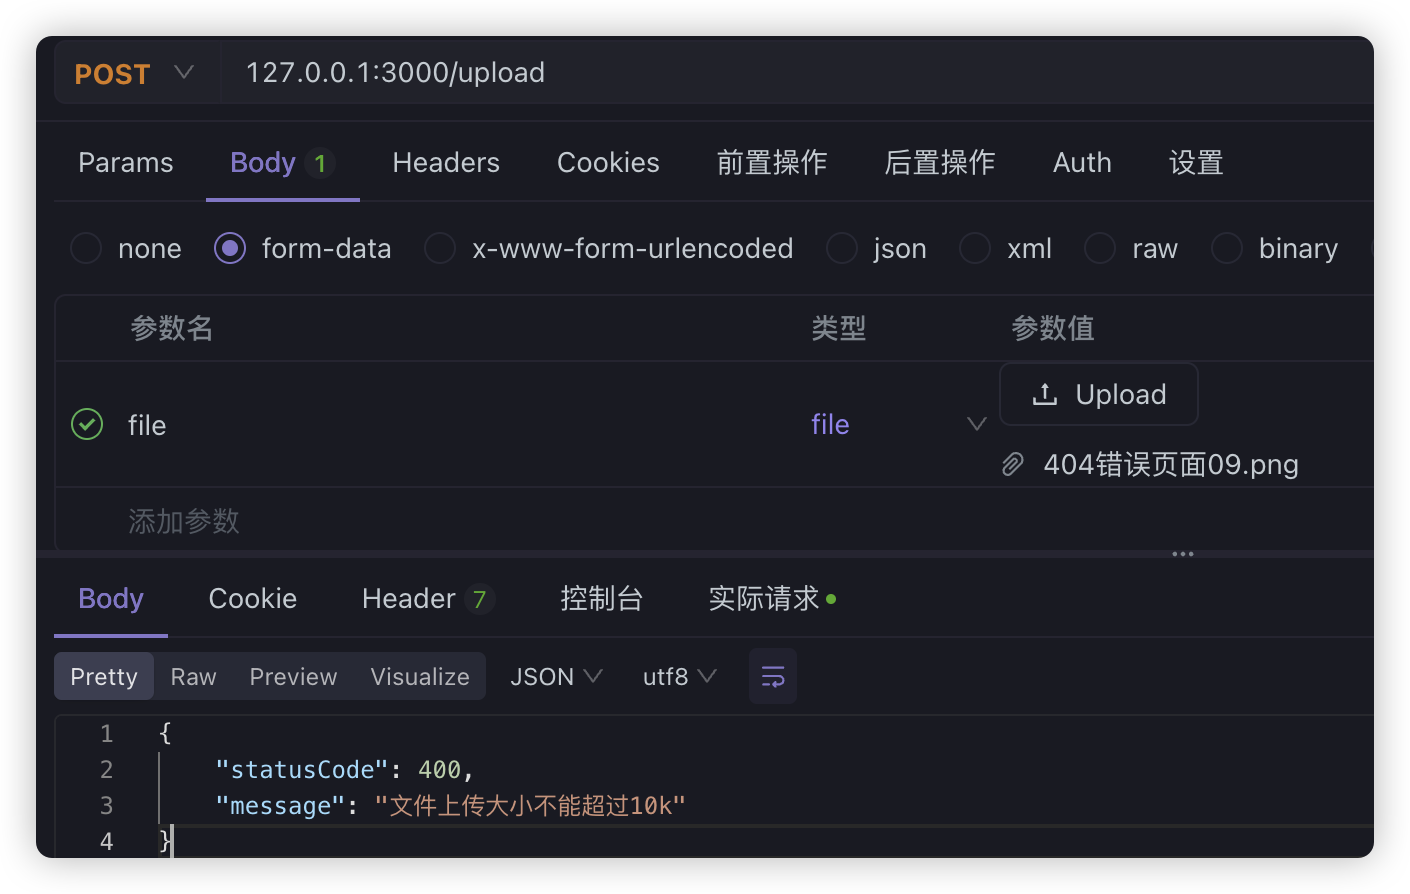 POST 127.0.0.1:3000/upload
Params Body 1 Headers Cookies 前置操作 后置操作 Auth 设置
none form-data x-www-form-urlencoded json xml raw binary
参数名 类型 参数值
Upload
file file
404错误页面09.png
添加参数
Body Cookie Header 7 控制台 实际请求
Pretty Raw Preview Visualize JSON utf8
1 {
2 "statusCode": 400,
3 "message": "文件上传大小不能超过10k"
4 }